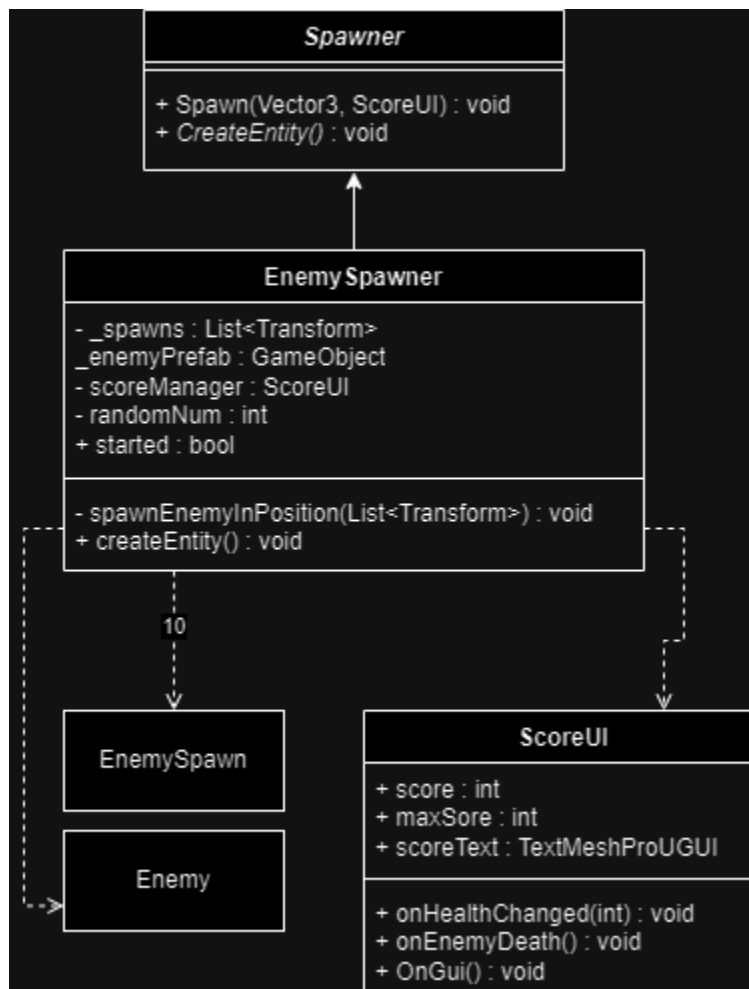 Spawner
+ Spawn(Vector3, ScoreUI) : void
+ CreateEntity() : void
EnemySpawner
- _spawns : List<Transform>
_enemyPrefab : GameObject
- scoreManager : ScoreUI
- randomNum : int
+ started : bool
- spawnEnemyInPosition(List<Transform>) : void
+ createEntity() : void
10
EnemySpawn
Enemy
ScoreUI
+ score : int
+ maxSore : int
+ scoreText : TextMeshProUGUI
+ onHealthChanged(int) : void
+ onEnemyDeath() : void
+ OnGui() : void